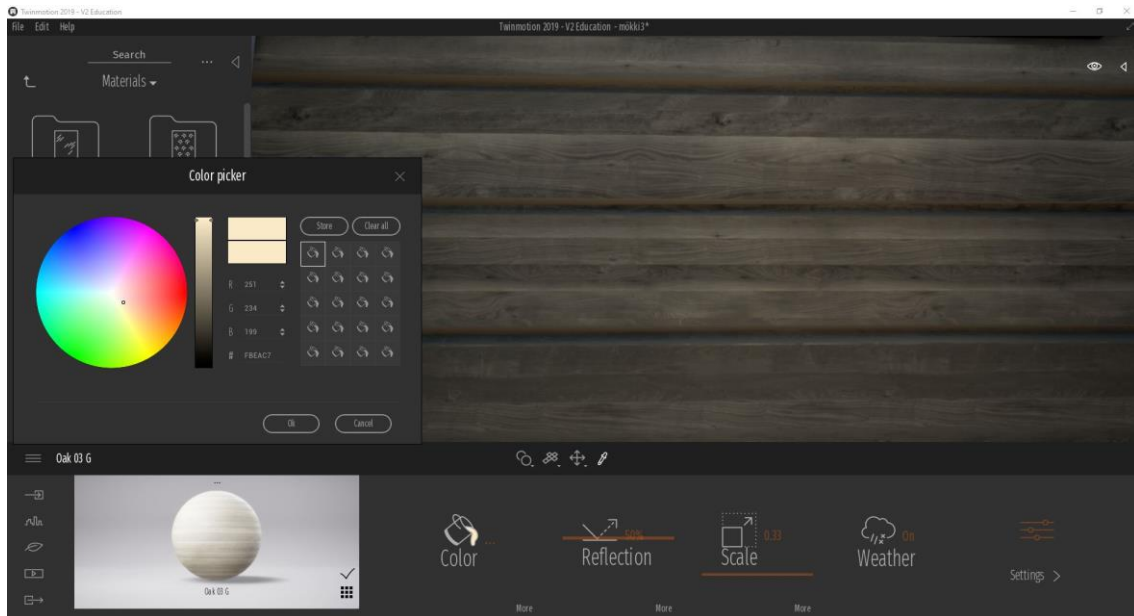 Twinmotion 2019 - V2 Education
File Edit Help
Twinmotion 2019 - V2 Education - mökki3*
Search
...
Materials
Color picker
Store
Clear all
R 251
G 234
B 199
# FBEAC7
Ok
Cancel
Oak 03 G
Oak 03 G
...
50%
0.33
On
Color
Reflection
Scale
Weather
Settings >
More
More
More